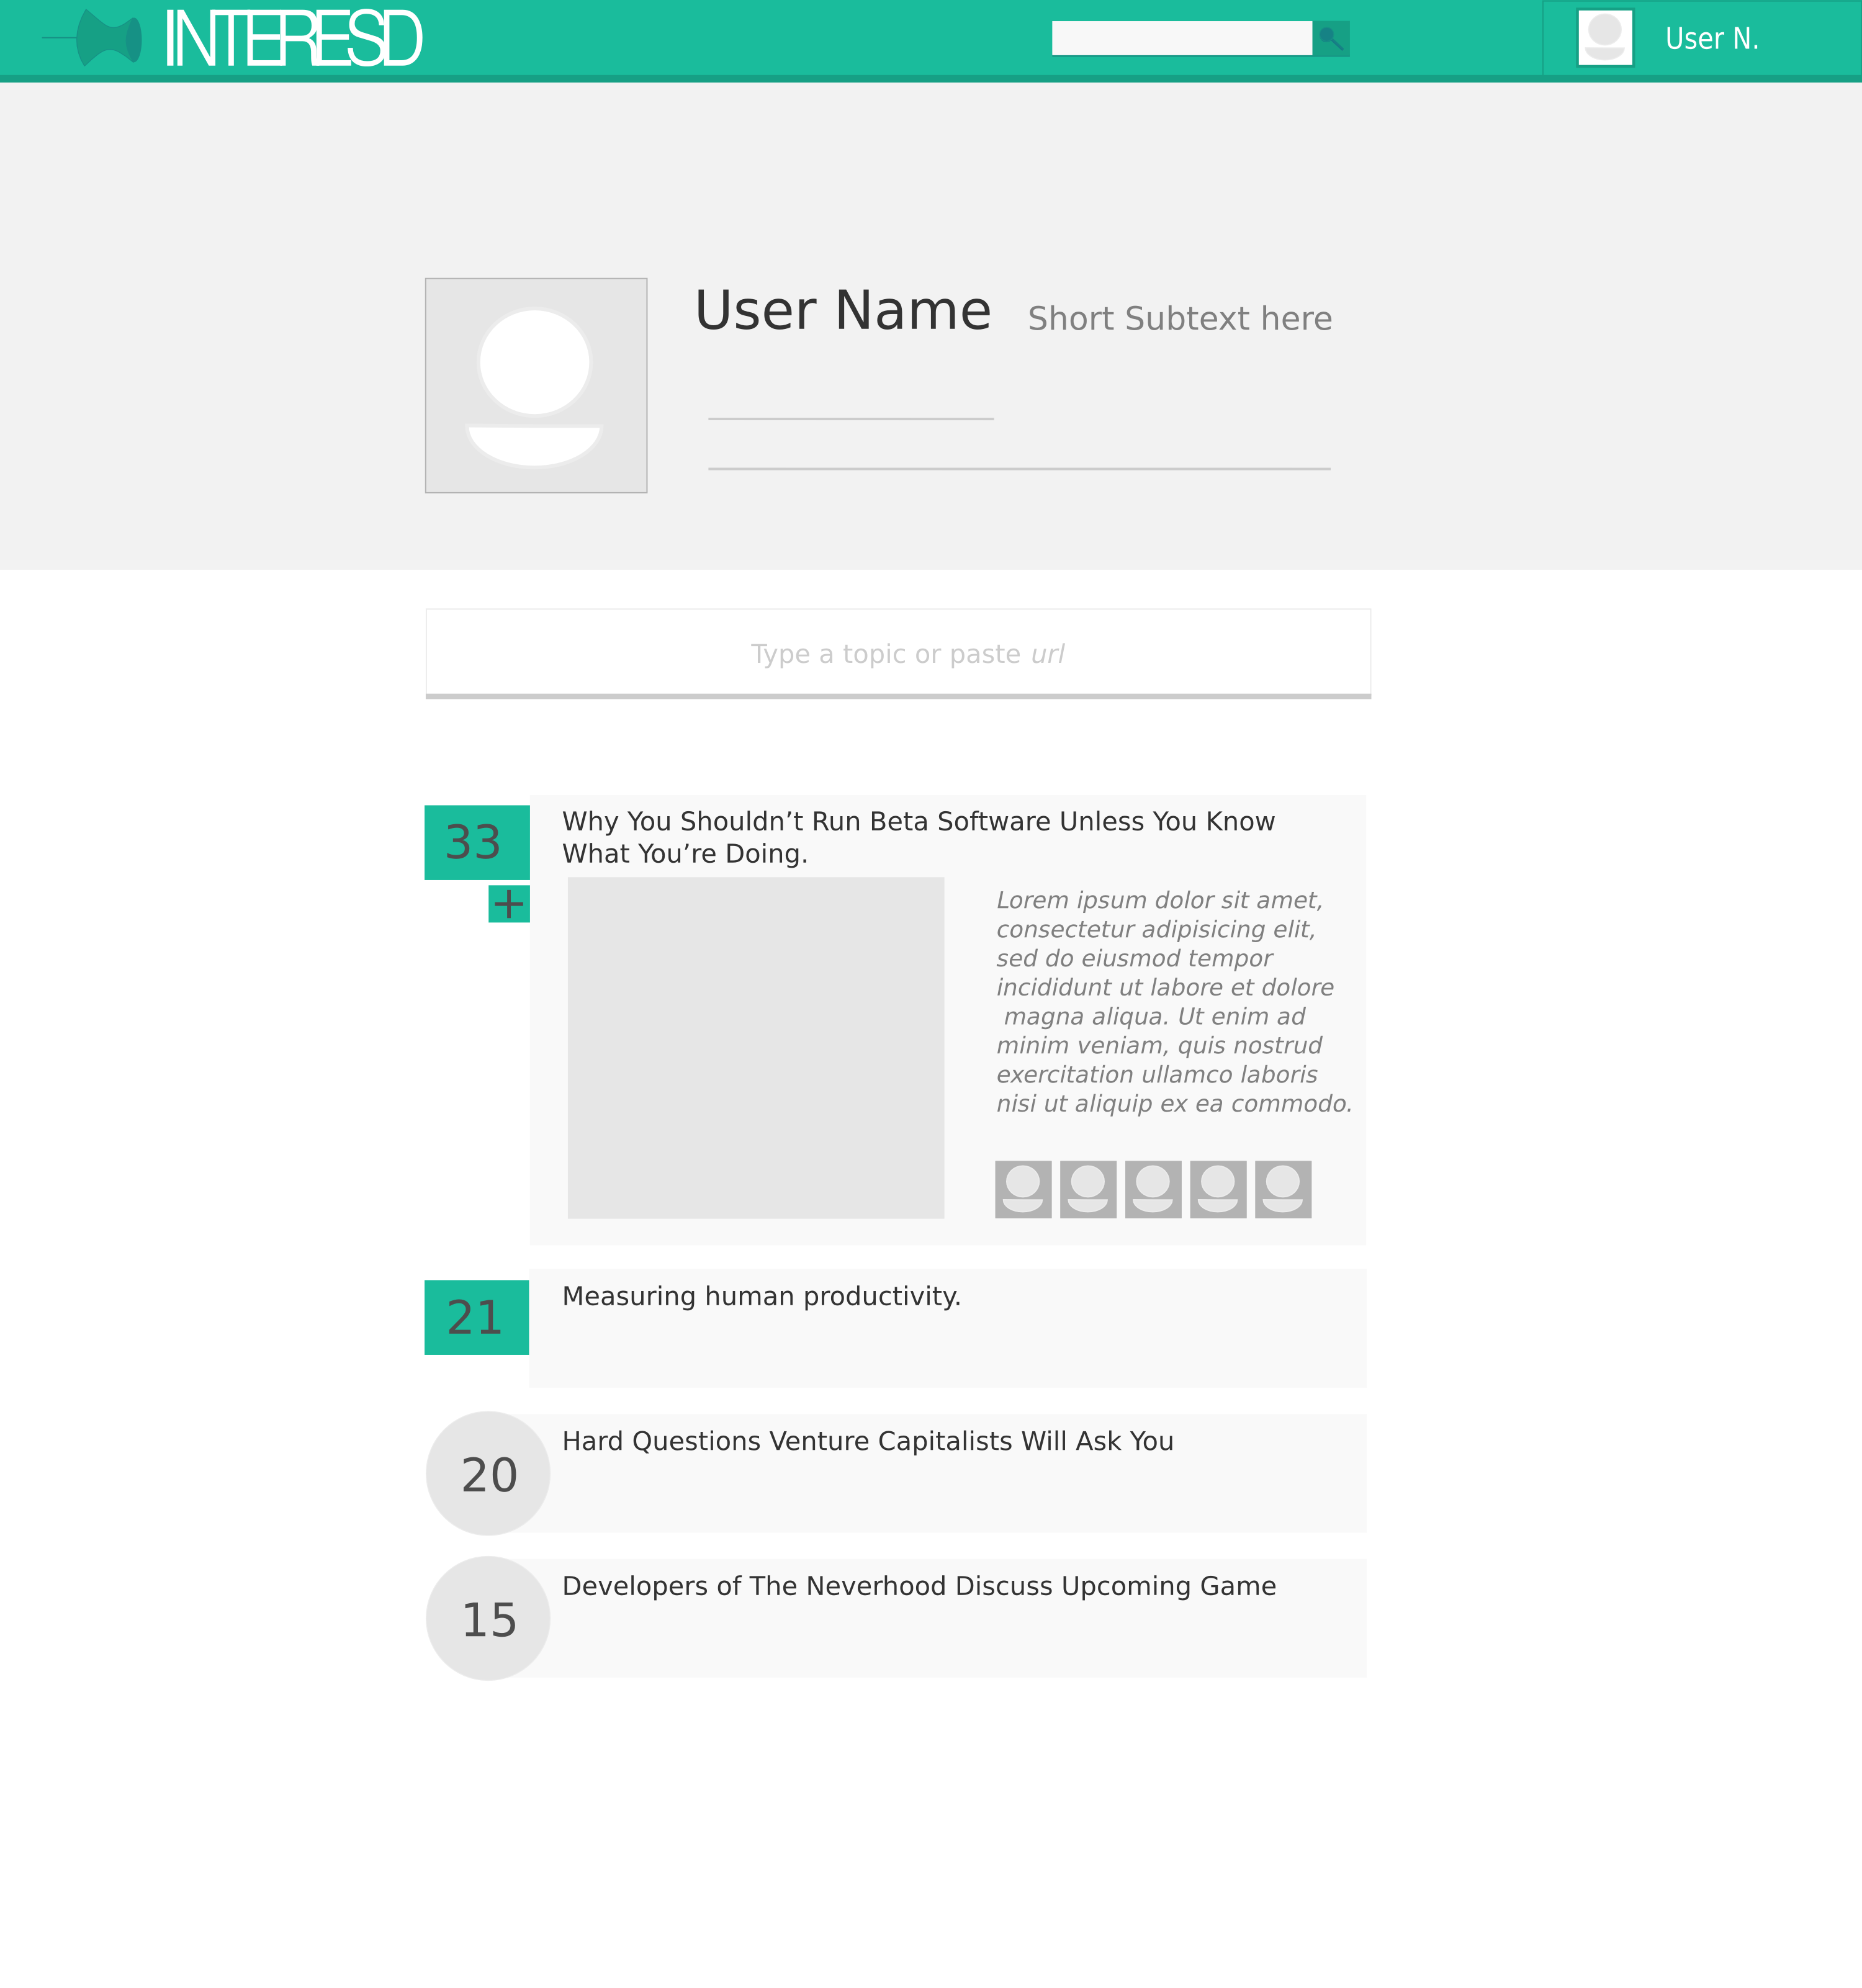 INTERESD
User N.
User Name Short Subtext here
Type a topic or paste url
33
Why You Shouldn’t Run Beta Software Unless You Know
What You’re Doing.
+
Lorem ipsum dolor sit amet,
consectetur adipisicing elit,
sed do eiusmod tempor
incididunt ut labore et dolore
magna aliqua. Ut enim ad
minim veniam, quis nostrud
exercitation ullamco laboris
nisi ut aliquip ex ea commodo.
21
Measuring human productivity.
20
Hard Questions Venture Capitalists Will Ask You
15
Developers of The Neverhood Discuss Upcoming Game